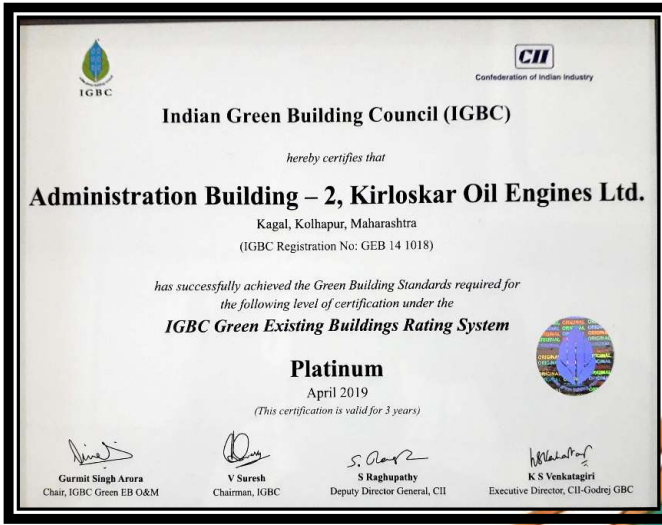 IGBC
CII
Confederation of Indian Industry
Indian Green Building Council (IGBC)
hereby certifies that
Administration Building – 2, Kirloskar Oil Engines Ltd.
Kagal, Kolhapur, Maharashtra
(IGBC Registration No: GEB 14 1018)
has successfully achieved the Green Building Standards required for
the following level of certification under the
IGBC Green Existing Buildings Rating System
Platinum
April 2019
(This certification is valid for 3 years)
ORIGINAL
Gurmit Singh Arora
Chair, IGBC Green EB O&M
V Suresh
Chairman, IGBC
S Raghupathy
Deputy Director General, CII
K S Venkatagiri
Executive Director, CII-Godrej GBC